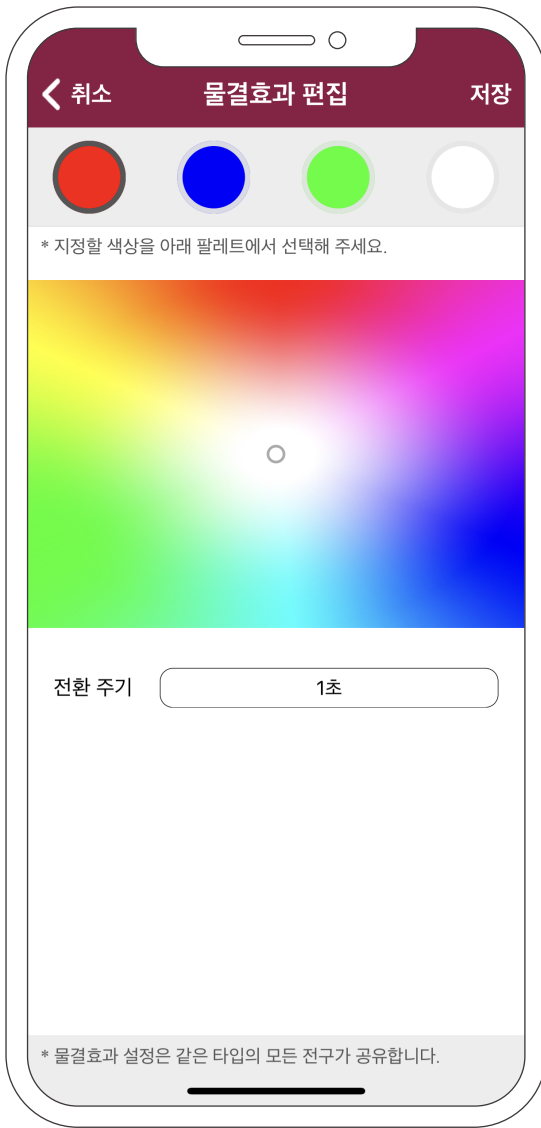 취소 물결효과 편집 저장
* 지정할 색상을 아래 팔레트에서 선택해 주세요.
전환 주기 1초
* 물결효과 설정은 같은 타입의 모든 전구가 공유합니다.